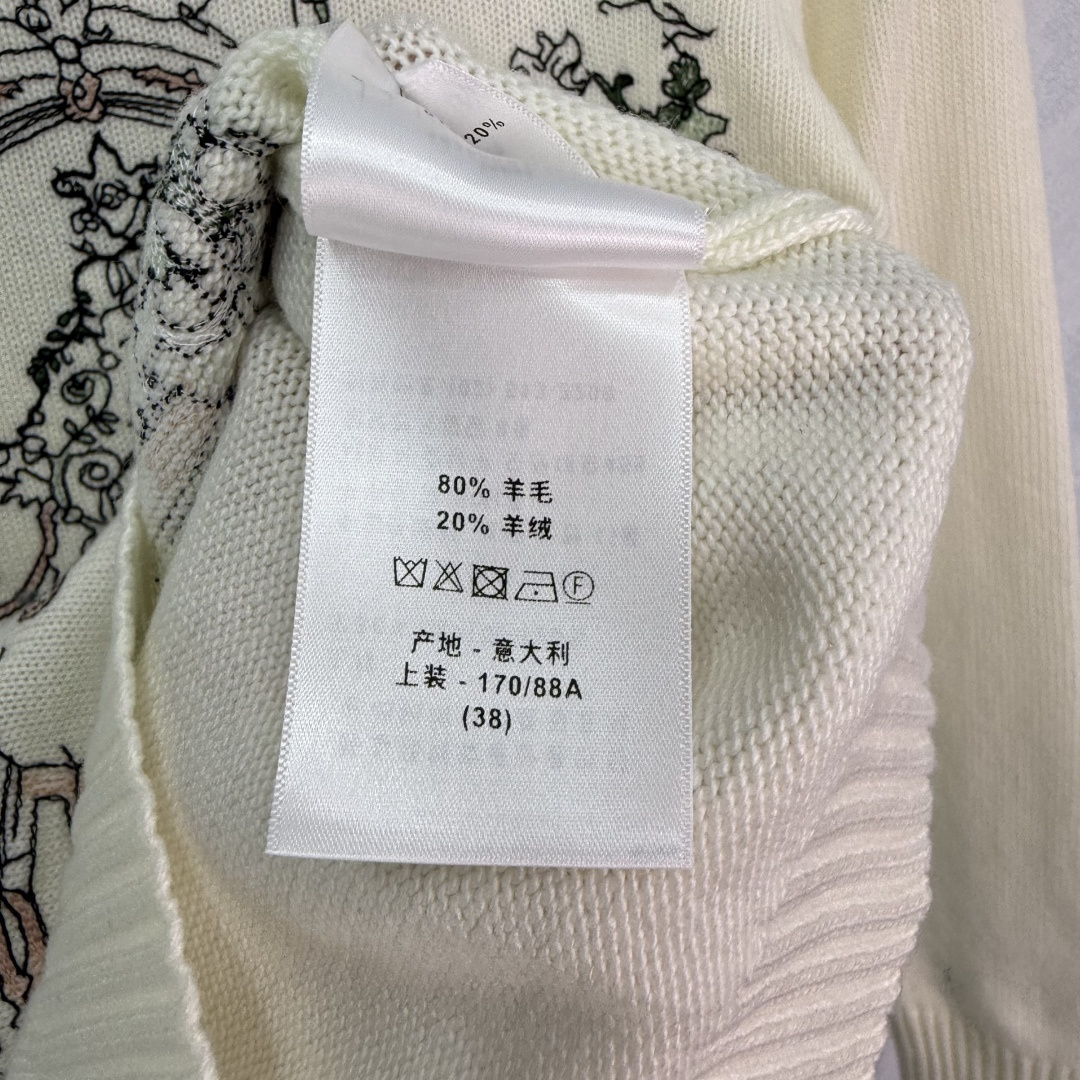 20%
80% 羊毛
20% 羊绒
F
产地 - 意大利
上装 - 170/88A
(38)